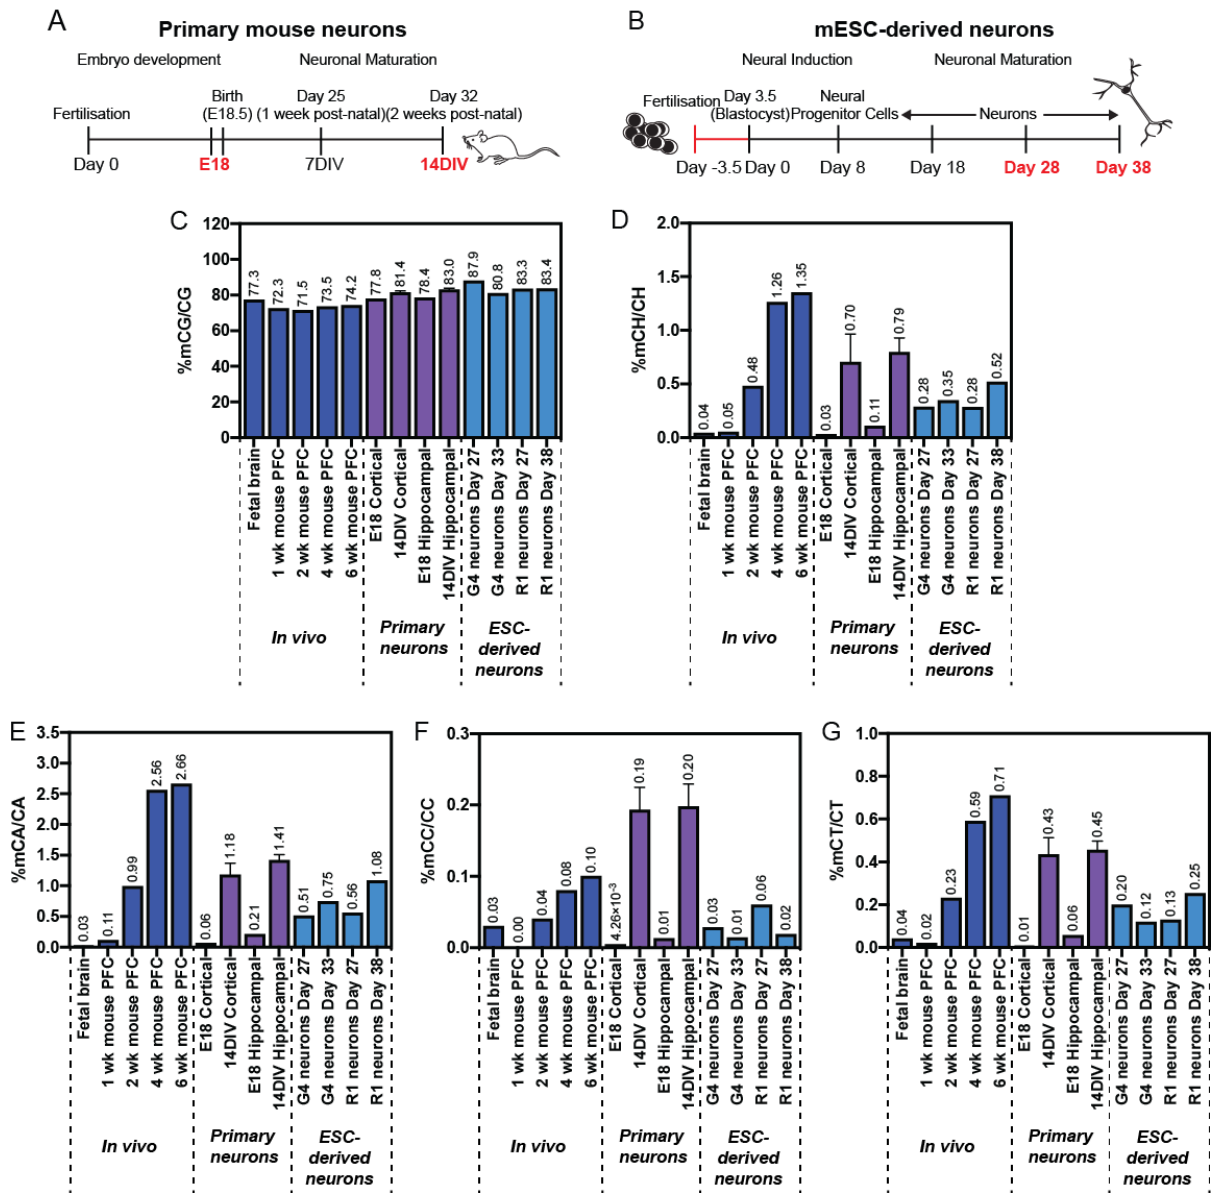 A
Primary mouse neurons
Embryo development
Neuronal Maturation
Fertilisation
Birth
(E18.5)
Day 25
(1 week post-natal)
Day 32
(2 weeks post-natal)
Day 0
E18
7DIV
14DIV
B
mESC-derived neurons
Neural Induction
Neuronal Maturation
Fertilisation
Day 3.5
(Blastocyst)
Neural
Progenitor Cells
Neurons
Day -3.5
Day 0
Day 8
Day 18
Day 28
Day 38
C
%mCG/CG
120
100
80
60
40
20
0
77.3
72.3
71.5
73.5
74.2
77.8
81.4
78.4
83.0
87.9
80.8
83.3
83.4
Fetal brain
1 wk mouse PFC
2 wk mouse PFC
4 wk mouse PFC
6 wk mouse PFC
E18 Cortical
14DIV Cortical
E18 Hippocampal
14DIV Hippocampal
G4 neurons Day 27
G4 neurons Day 33
R1 neurons Day 27
R1 neurons Day 38
In vivo
Primary
neurons
ESC-
derived
neurons
D
%mCH/CH
2.0
1.5
1.0
0.5
0.0
0.04
0.05
0.48
1.26
1.35
0.03
0.70
0.11
0.79
0.28
0.35
0.28
0.52
Fetal brain
1 wk mouse PFC
2 wk mouse PFC
4 wk mouse PFC
6 wk mouse PFC
E18 Cortical
14DIV Cortical
E18 Hippocampal
14DIV Hippocampal
G4 neurons Day 27
G4 neurons Day 33
R1 neurons Day 27
R1 neurons Day 38
In vivo
Primary
neurons
ESC-
derived
neurons
E
%mCA/CA
3.5
3.0
2.5
2.0
1.5
1.0
0.5
0.0
0.03
0.11
0.99
2.56
2.66
0.06
1.18
0.21
1.41
0.51
0.75
0.56
1.08
Fetal brain
1 wk mouse PFC
2 wk mouse PFC
4 wk mouse PFC
6 wk mouse PFC
E18 Cortical
14DIV Cortical
E18 Hippocampal
14DIV Hippocampal
G4 neurons Day 27
G4 neurons Day 33
R1 neurons Day 27
R1 neurons Day 38
In vivo
Primary
neurons
ESC-
derived
neurons
F
%mCC/CC
0.3
0.2
0.1
0.0
0.03
0.00
0.04
0.08
0.10
4.26×10⁻³
0.19
0.01
0.20
0.03
0.01
0.06
0.02
Fetal brain
1 wk mouse PFC
2 wk mouse PFC
4 wk mouse PFC
6 wk mouse PFC
E18 Cortical
14DIV Cortical
E18 Hippocampal
14DIV Hippocampal
G4 neurons Day 27
G4 neurons Day 33
R1 neurons Day 27
R1 neurons Day 38
In vivo
Primary
neurons
ESC-
derived
neurons
G
%mCT/CT
1.0
0.8
0.6
0.4
0.2
0.0
0.04
0.02
0.23
0.59
0.71
0.01
0.43
0.06
0.45
0.20
0.12
0.13
0.25
Fetal brain
1 wk mouse PFC
2 wk mouse PFC
4 wk mouse PFC
6 wk mouse PFC
E18 Cortical
14DIV Cortical
E18 Hippocampal
14DIV Hippocampal
G4 neurons Day 27
G4 neurons Day 33
R1 neurons Day 27
R1 neurons Day 38
In vivo
Primary
neurons
ESC-
derived
neurons